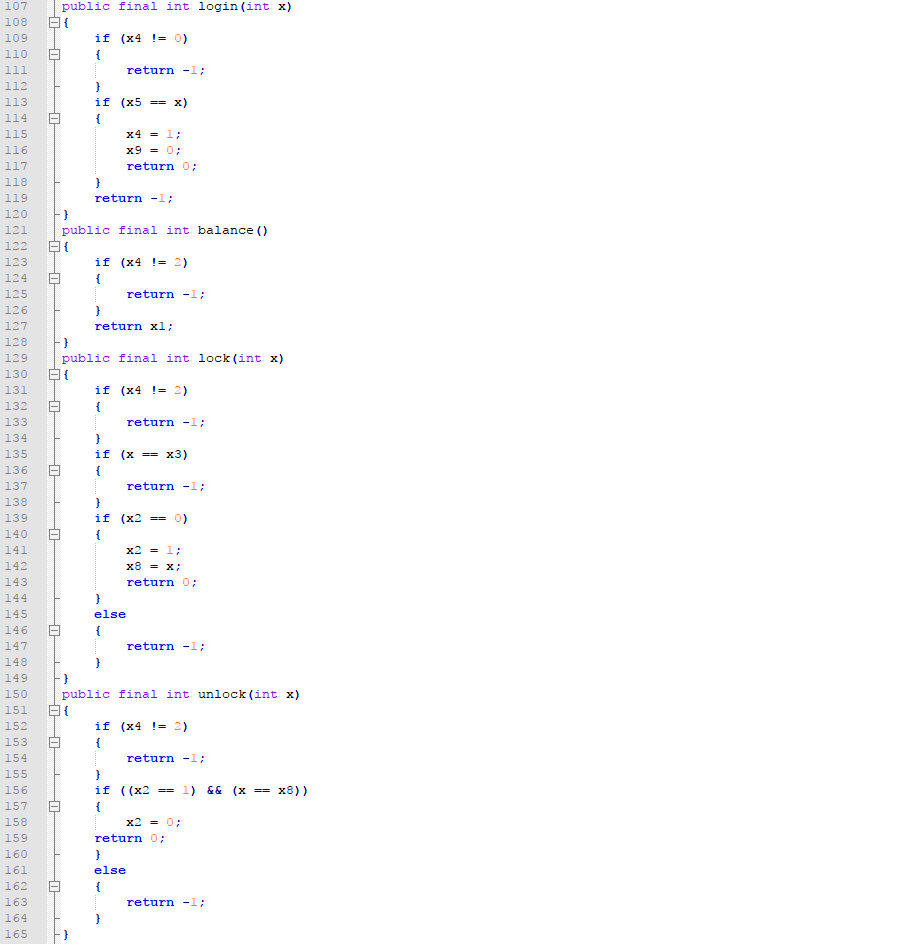 107 public final int login(int x)
108 {
109     if (x4 != 0)
110     {
111         return -1;
112     }
113     if (x5 == x)
114     {
115         x4 = 1;
116         x9 = 0;
117         return 0;
118     }
119     return -1;
120 }
121 public final int balance()
122 {
123     if (x4 != 2)
124     {
125         return -1;
126     }
127     return x1;
128 }
129 public final int lock(int x)
130 {
131     if (x4 != 2)
132     {
133         return -1;
134     }
135     if (x == x3)
136     {
137         return -1;
138     }
139     if (x2 == 0)
140     {
141         x2 = 1;
142         x8 = x;
143         return 0;
144     }
145     else
146     {
147         return -1;
148     }
149 }
150 public final int unlock(int x)
151 {
152     if (x4 != 2)
153     {
154         return -1;
155     }
156     if ((x2 == 1) && (x == x8))
157     {
158         x2 = 0;
159     return 0;
160     }
161     else
162     {
163         return -1;
164     }
165 }